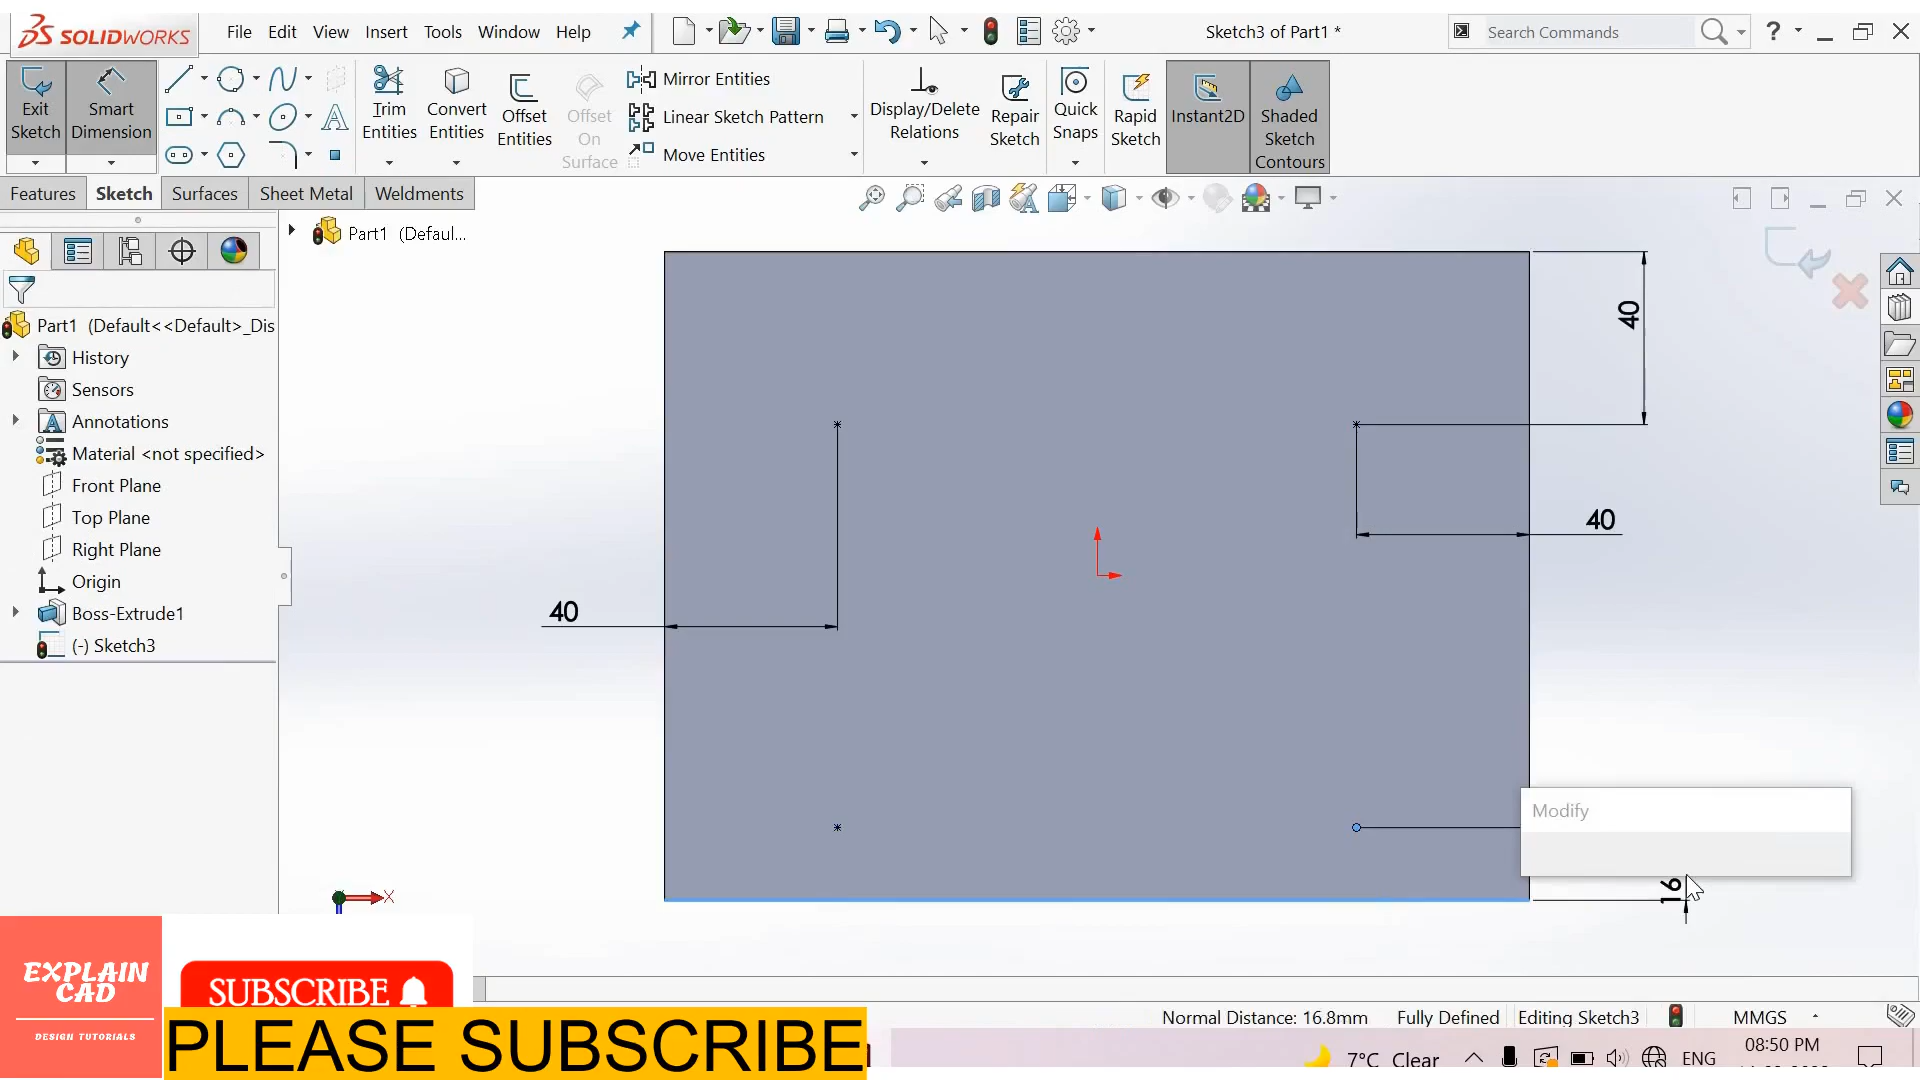 SOLIDWORKS File Edit View Insert Tools Window Help Sketch3 of Part1 * Search Commands ?
Exit Sketch
Smart Dimension
Trim Entities
Convert Entities
Offset Entities
Offset On Surface
Mirror Entities
Linear Sketch Pattern
Move Entities
Display/Delete Relations
Repair Sketch
Quick Snaps
Rapid Sketch
Instant2D
Shaded Sketch Contours
Features Sketch Surfaces Sheet Metal Weldments
Part1 (Defaul...
Part1 (Default<<Default>_Dis
History
Sensors
Annotations
Material <not specified>
Front Plane
Top Plane
Right Plane
Origin
Boss-Extrude1
(-) Sketch3
40
40
40
Modify
16
X
EXPLAIN
CAD
DESIGN TUTORIALS
SUBSCRIBE
PLEASE SUBSCRIBE
Normal Distance: 16.8mm Fully Defined Editing Sketch3 MMGS
7°C Clear ENG 08:50 PM